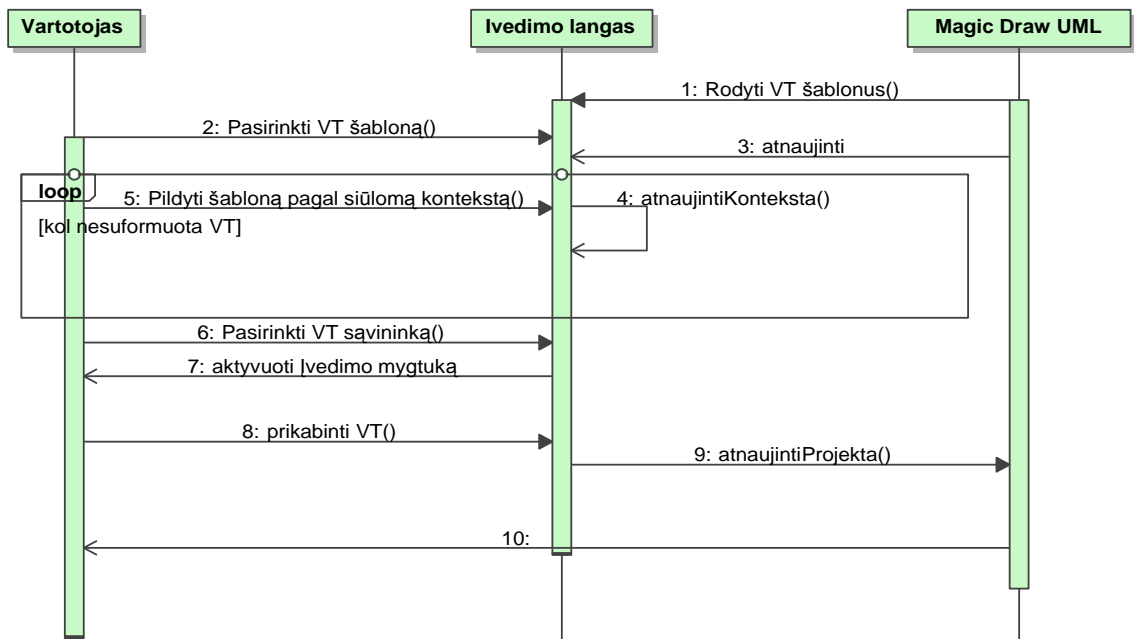 Vartotojas
Ivedimo langas
Magic Draw UML
1: Rodyti VT šablonus()
2: Pasirinkti VT šabloną()
3: atnaujinti
loop
5: Pildyti šabloną pagal siūlomą kontekstą()
4: atnaujintiKonteksta()
[kol nesuformuota VT]
6: Pasirinkti VT sąvininką()
7: aktyvuoti Įvedimo mygtuką
8: prikabinti VT()
9: atnaujintiProjekta()
10: